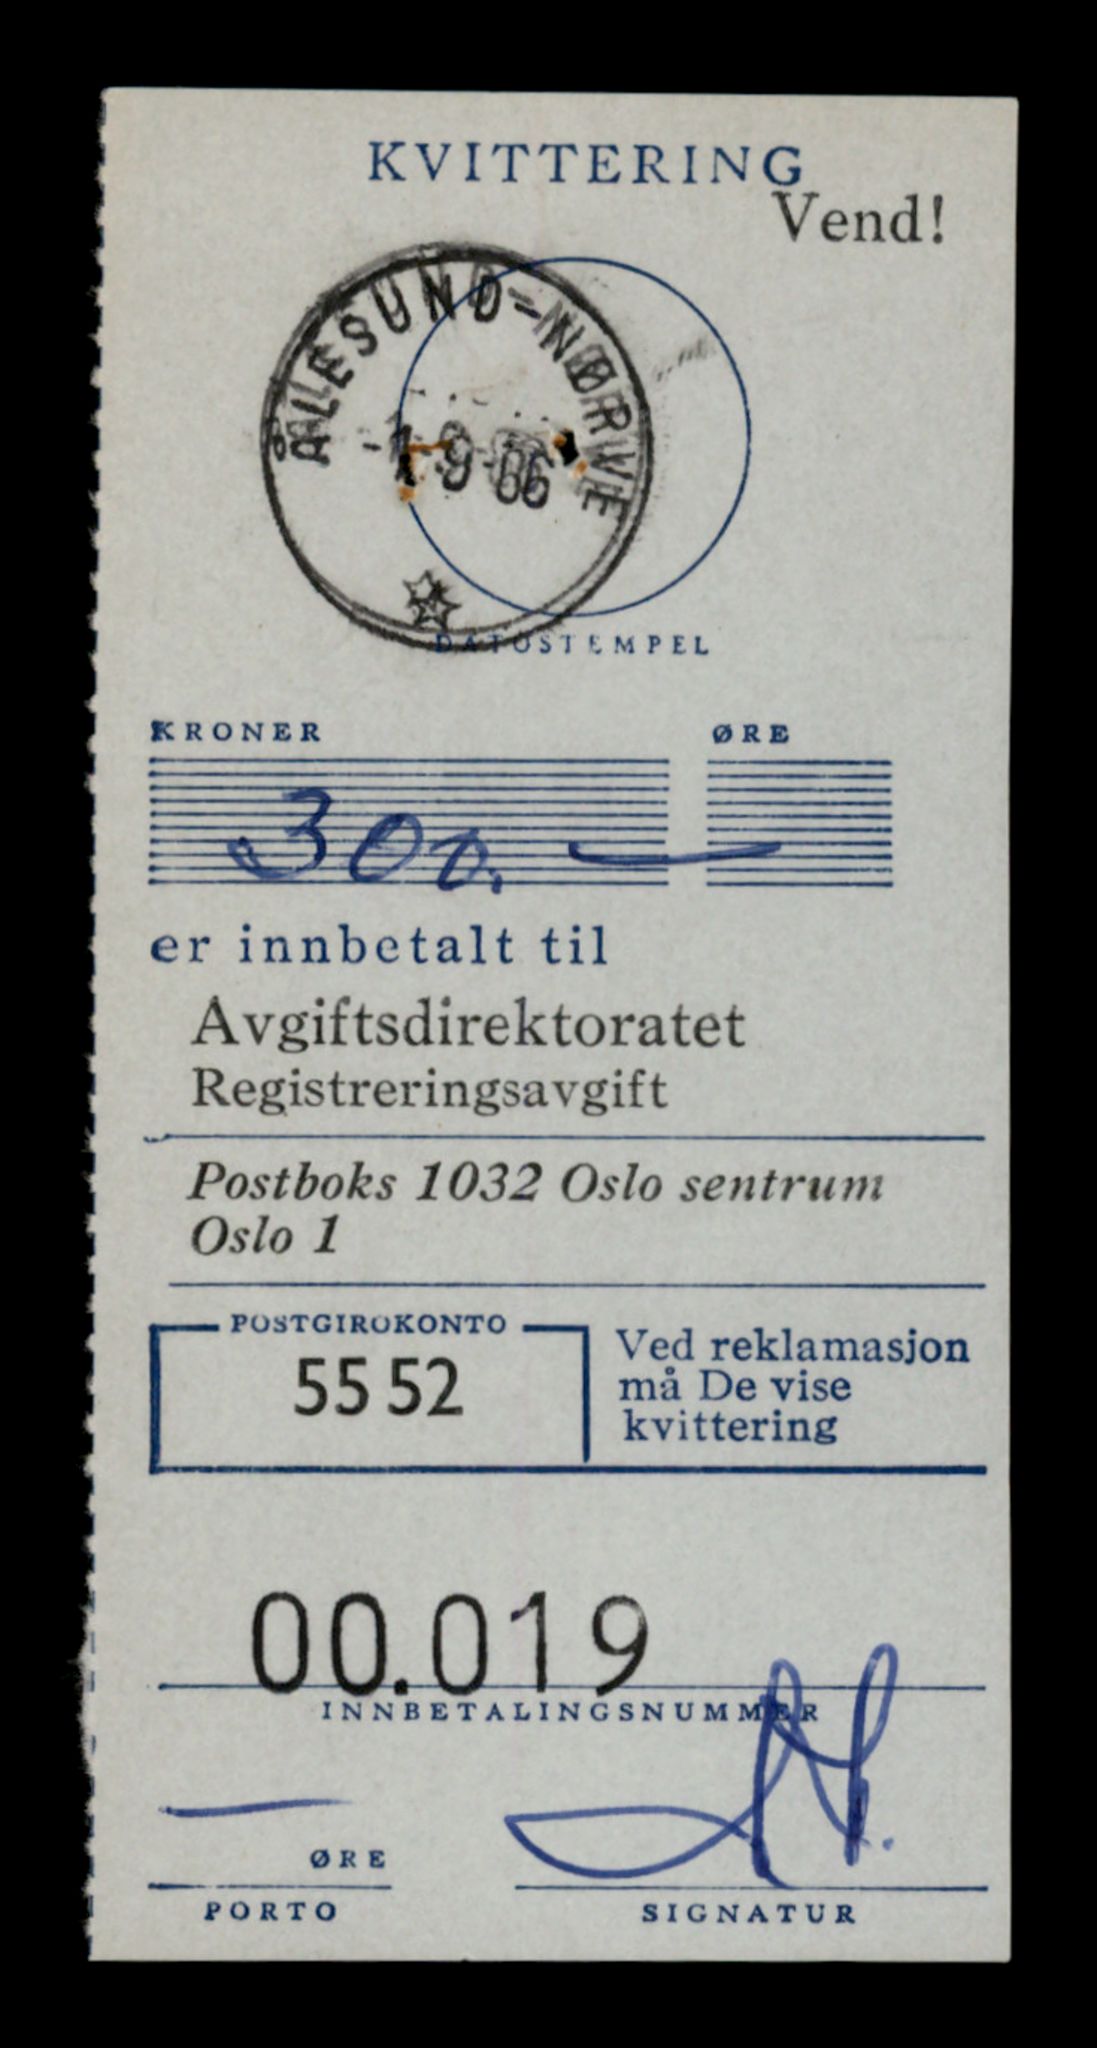 KVITTERING
Vend!
ÅLESUND-NØRVE
-1-9-66
DATOSTEMPEL
KRONER ØRE
300.—
er innbetalt til
Avgiftsdirektoratet
Registreringsavgift
Postboks 1032 Oslo sentrum
Oslo 1
POSTGIROKONTO
55 52
Ved reklamasjon
må De vise
kvittering
00.019
INNBETALINGSNUMMER
—
ØRE
PORTO
SIGNATUR